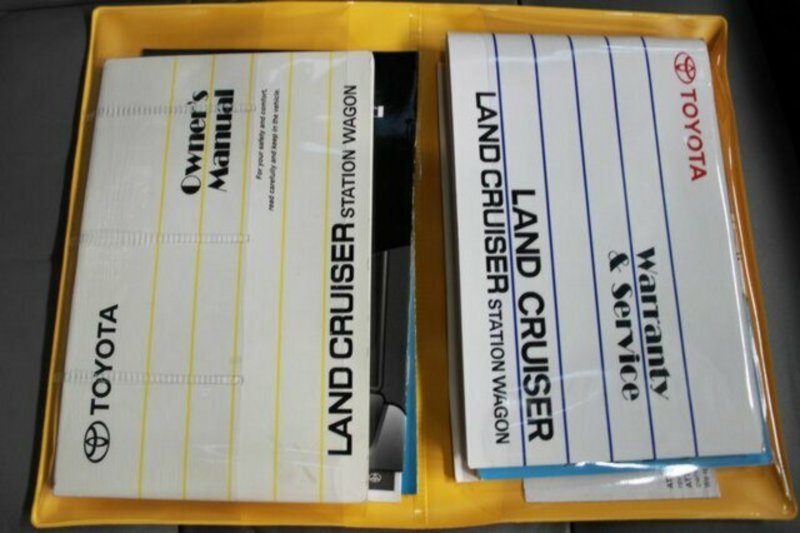 TOYOTA
Owner's
Manual
For your safety and comfort,
read carefully and keep in the vehicle.
LAND CRUISER STATION WAGON
TOYOTA
Warranty
& Service
LAND CRUISER
LAND CRUISER STATION WAGON